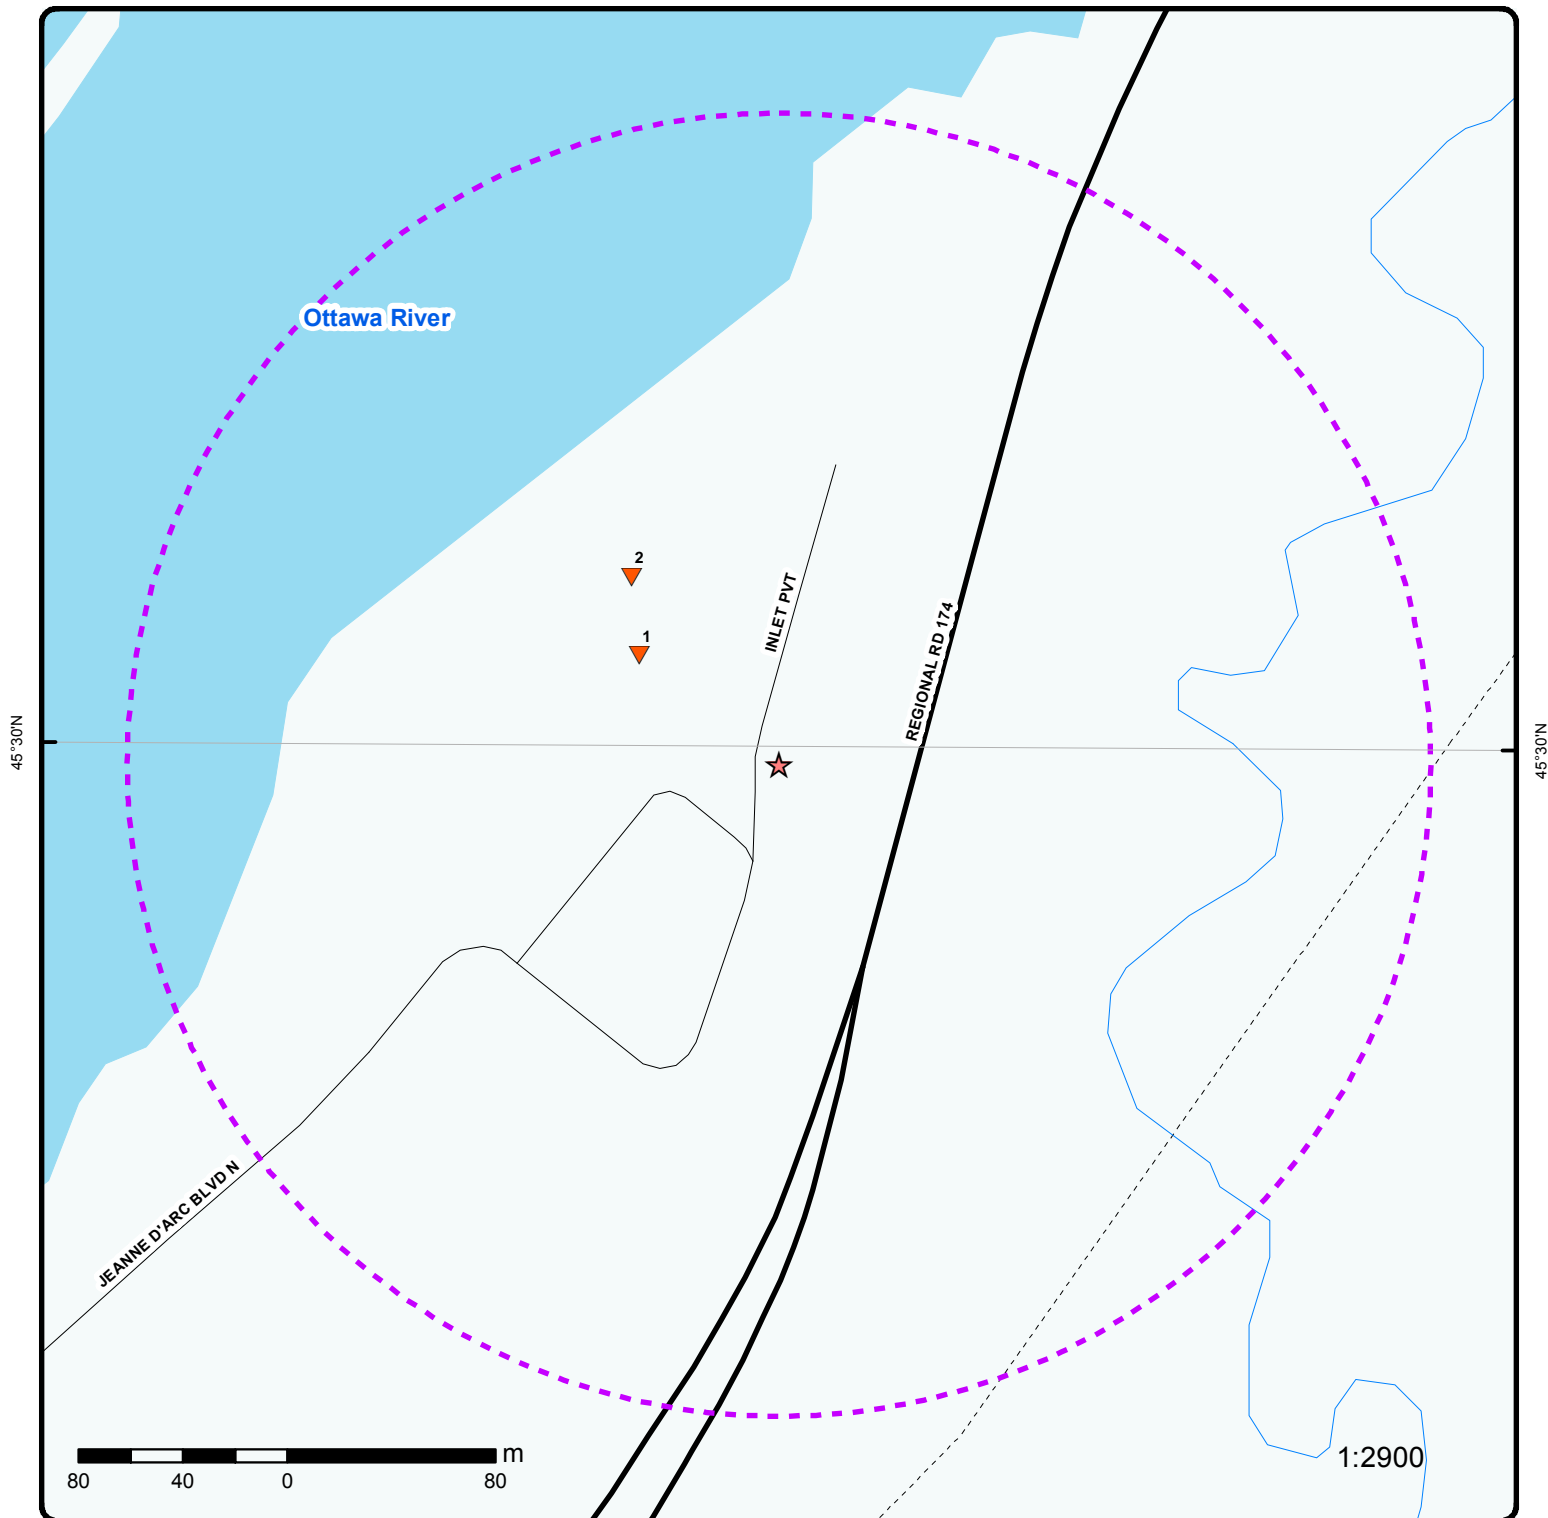 Ottawa River
2
1
INLET PVT
REGIONAL RD 174
45°30'N
45°30'N
JEANNE D'ARC BLVD N
m
80 40 0 80
1:2900